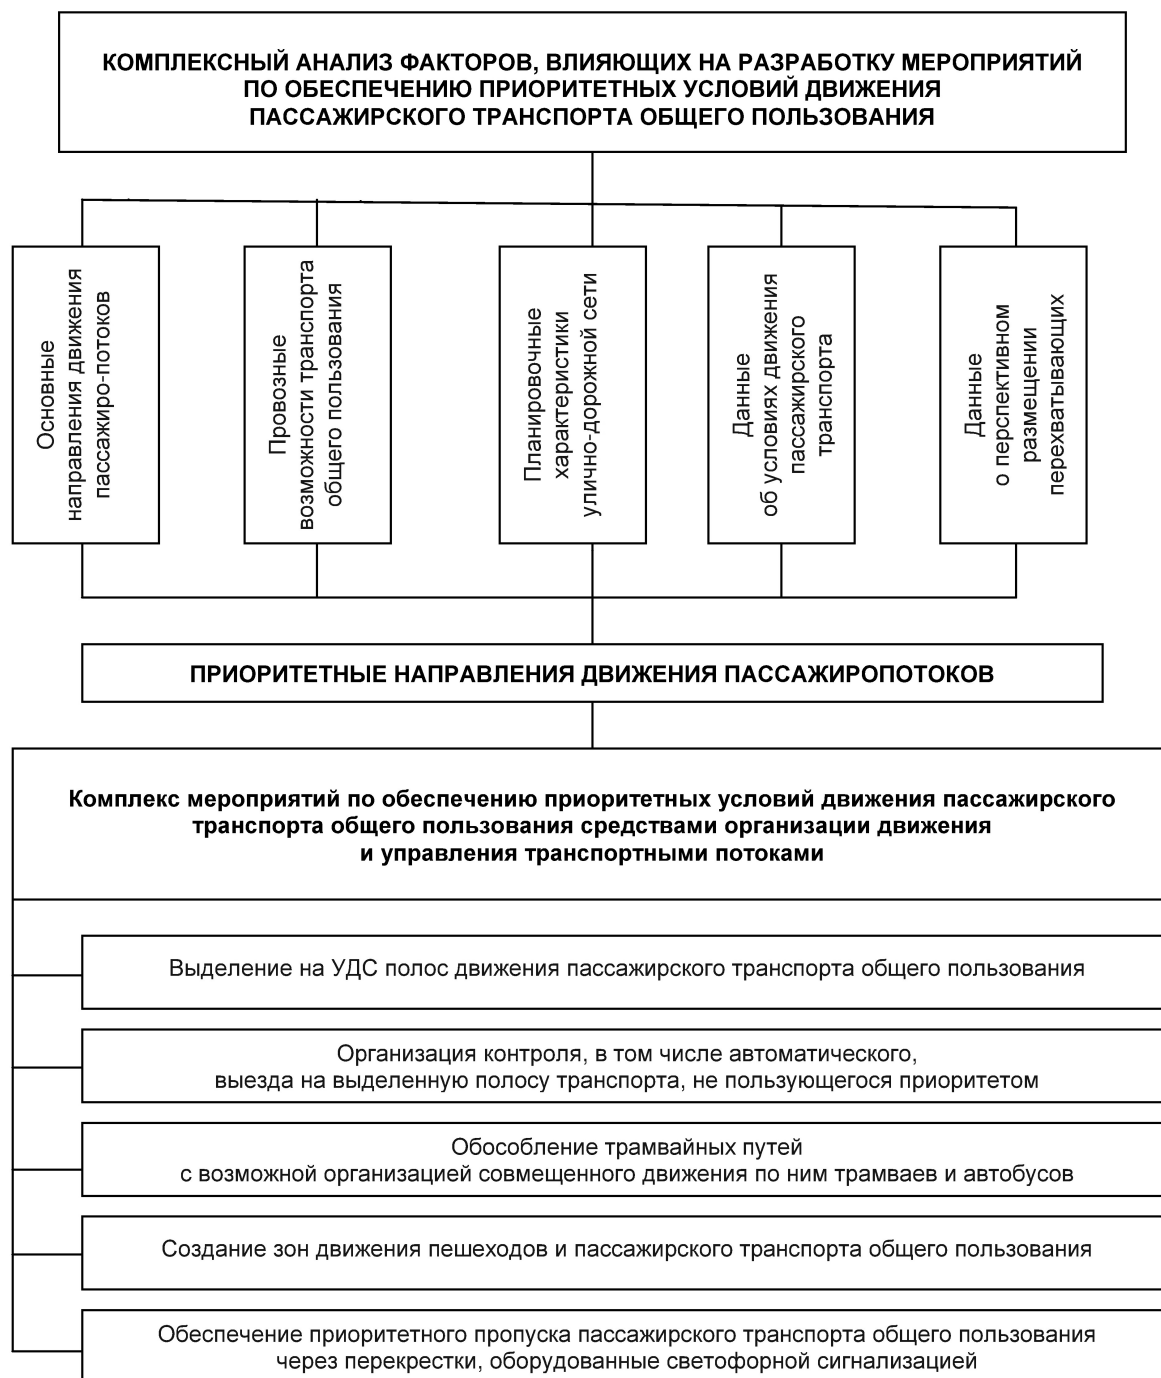 КОМПЛЕКСНЫЙ АНАЛИЗ ФАКТОРОВ, ВЛИЯЮЩИХ НА РАЗРАБОТКУ МЕРОПРИЯТИЙ
ПО ОБЕСПЕЧЕНИЮ ПРИОРИТЕТНЫХ УСЛОВИЙ ДВИЖЕНИЯ
ПАССАЖИРСКОГО ТРАНСПОРТА ОБЩЕГО ПОЛЬЗОВАНИЯ
Основные
направления движения
пассажиро-потоков
Провозные
возможности транспорта
общего пользования
Планировочные
характеристики
улично-дорожной сети
Данные
об условиях движения
пассажирского
транспорта
Данные
о перспективном
размещении
перехватывающих
ПРИОРИТЕТНЫЕ НАПРАВЛЕНИЯ ДВИЖЕНИЯ ПАССАЖИРОПОТОКОВ
Комплекс мероприятий по обеспечению приоритетных условий движения пассажирского
транспорта общего пользования средствами организации движения
и управления транспортными потоками
Выделение на УДС полос движения пассажирского транспорта общего пользования
Организация контроля, в том числе автоматического,
выезда на выделенную полосу транспорта, не пользующегося приоритетом
Обособление трамвайных путей
с возможной организацией совмещенного движения по ним трамваев и автобусов
Создание зон движения пешеходов и пассажирского транспорта общего пользования
Обеспечение приоритетного пропуска пассажирского транспорта общего пользования
через перекрестки, оборудованные светофорной сигнализацией